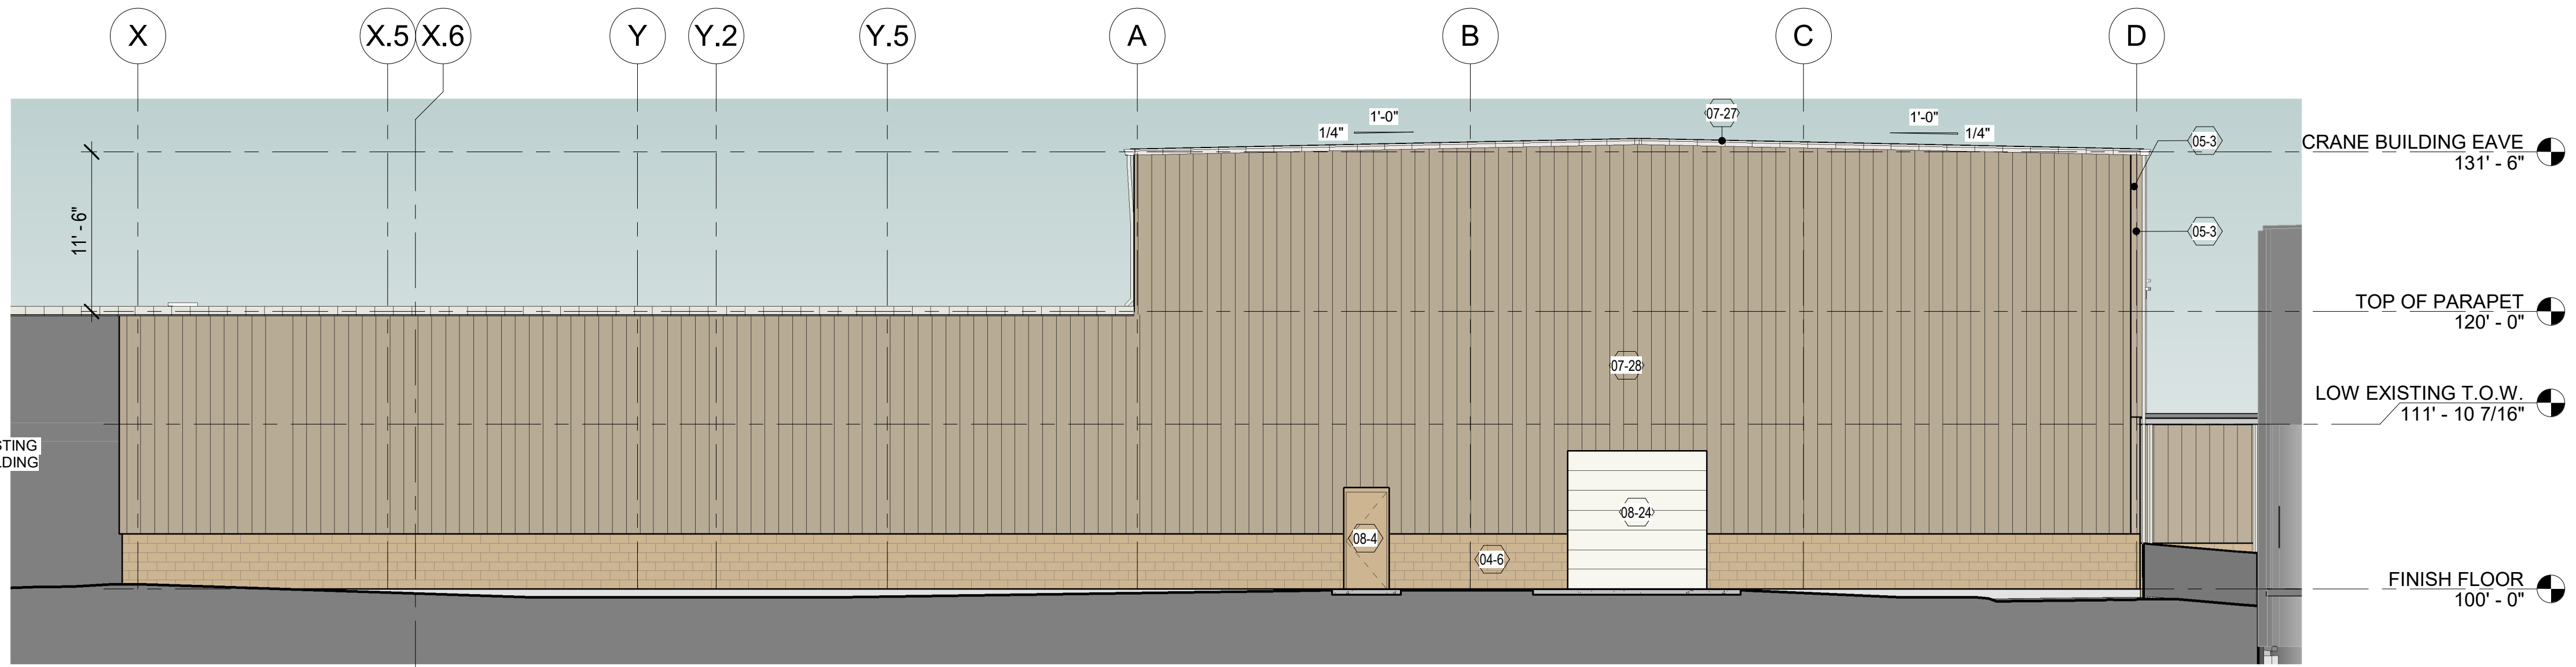 X
X.5
X.6
Y
Y.2
Y.5
A
B
C
D
07-27
1'-0"
1/4"
1'-0"
1/4"
05-3
CRANE BUILDING EAVE
131' - 6"
11' - 6"
05-3
TOP OF PARAPET
120' - 0"
07-28
LOW EXISTING T.O.W.
111' - 10 7/16"
STING
LDING
08-24
08-4
04-6
FINISH FLOOR
100' - 0"